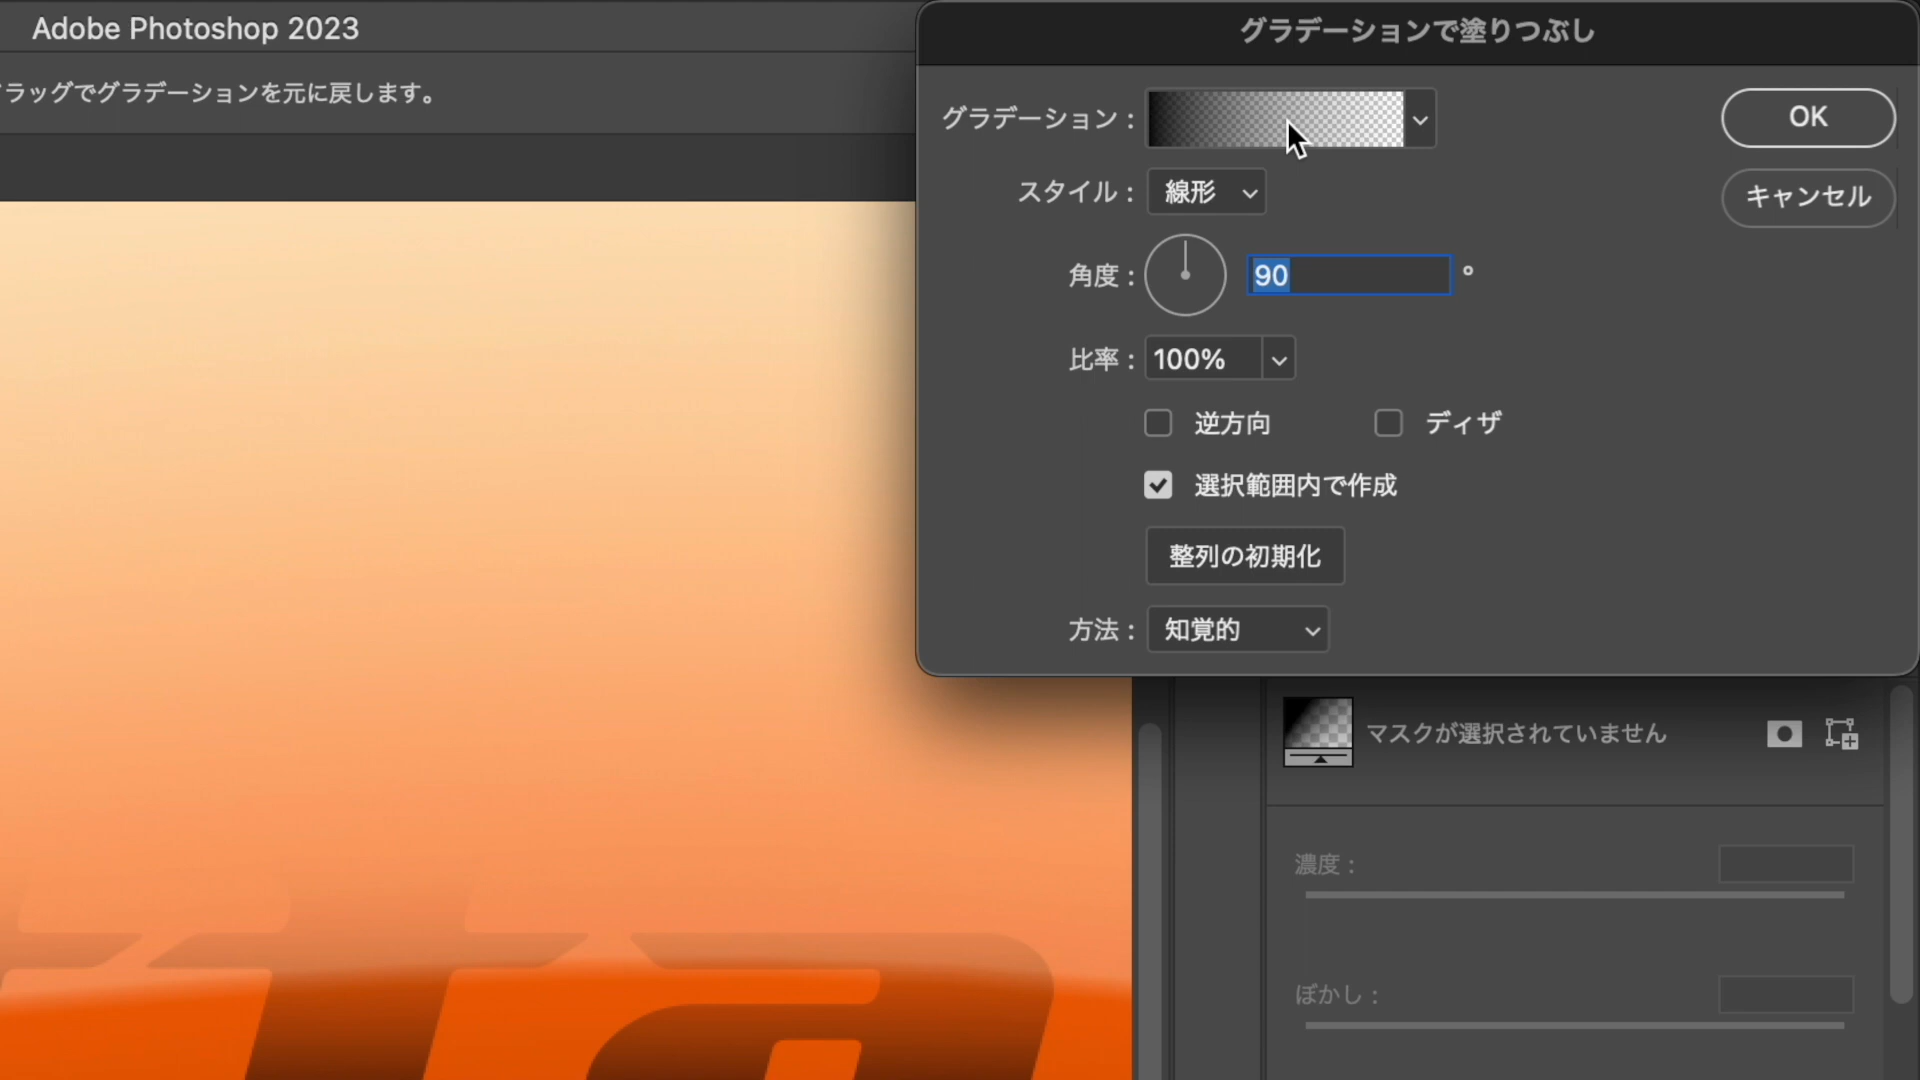 Adobe Photoshop 2023
ラッグでグラデーションを元に戻します。
グラデーションで塗りつぶし
グラデーション：
OK
スタイル：
線形
キャンセル
角度：
90
°
比率：
100%
逆方向
ディザ
選択範囲内で作成
整列の初期化
方法：
知覚的
マスクが選択されていません
濃度：
ぼかし：